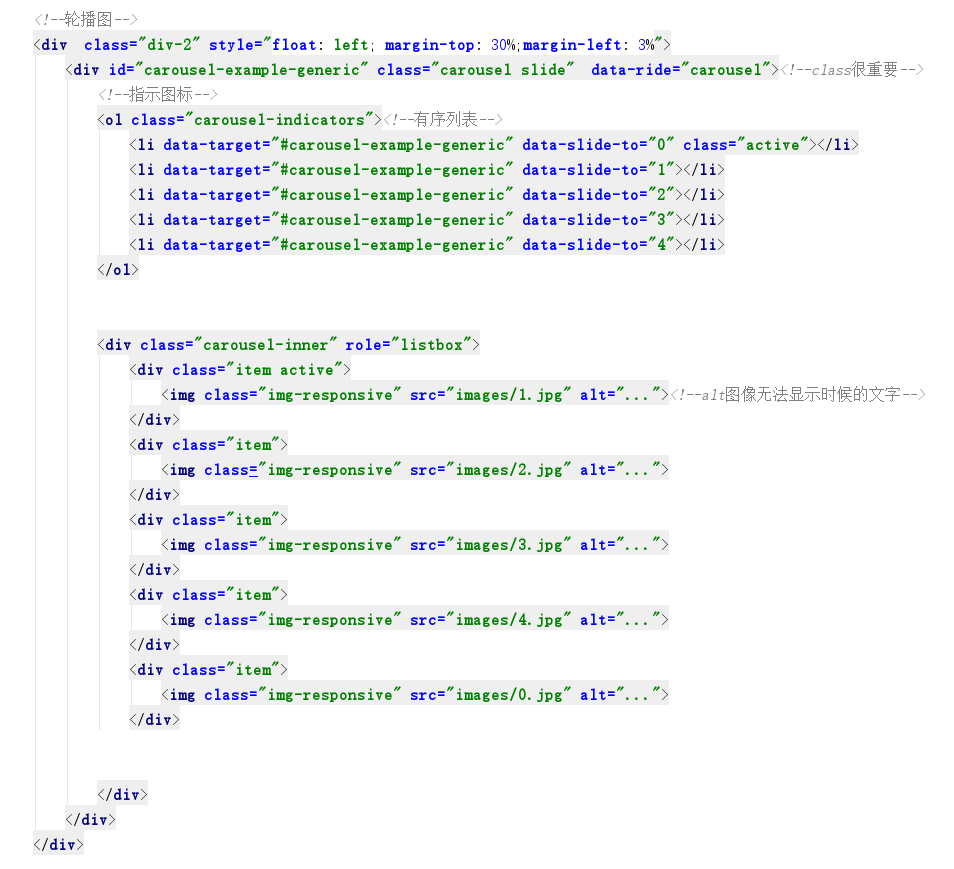 <!--轮播图-->
<div  class="div-2" style="float: left; margin-top: 30%;margin-left: 3%">
<div id="carousel-example-generic" class="carousel slide"  data-ride="carousel"><!--class很重要-->
<!--指示图标-->
<ol class="carousel-indicators"><!--有序列表-->
<li data-target="#carousel-example-generic" data-slide-to="0" class="active"></li>
<li data-target="#carousel-example-generic" data-slide-to="1"></li>
<li data-target="#carousel-example-generic" data-slide-to="2"></li>
<li data-target="#carousel-example-generic" data-slide-to="3"></li>
<li data-target="#carousel-example-generic" data-slide-to="4"></li>
</ol>
<div class="carousel-inner" role="listbox">
<div class="item active">
<img class="img-responsive" src="images/1.jpg" alt="..."><!--alt图像无法显示时候的文字-->
</div>
<div class="item">
<img class="img-responsive" src="images/2.jpg" alt="...">
</div>
<div class="item">
<img class="img-responsive" src="images/3.jpg" alt="...">
</div>
<div class="item">
<img class="img-responsive" src="images/4.jpg" alt="...">
</div>
<div class="item">
<img class="img-responsive" src="images/0.jpg" alt="...">
</div>
</div>
</div>
</div>